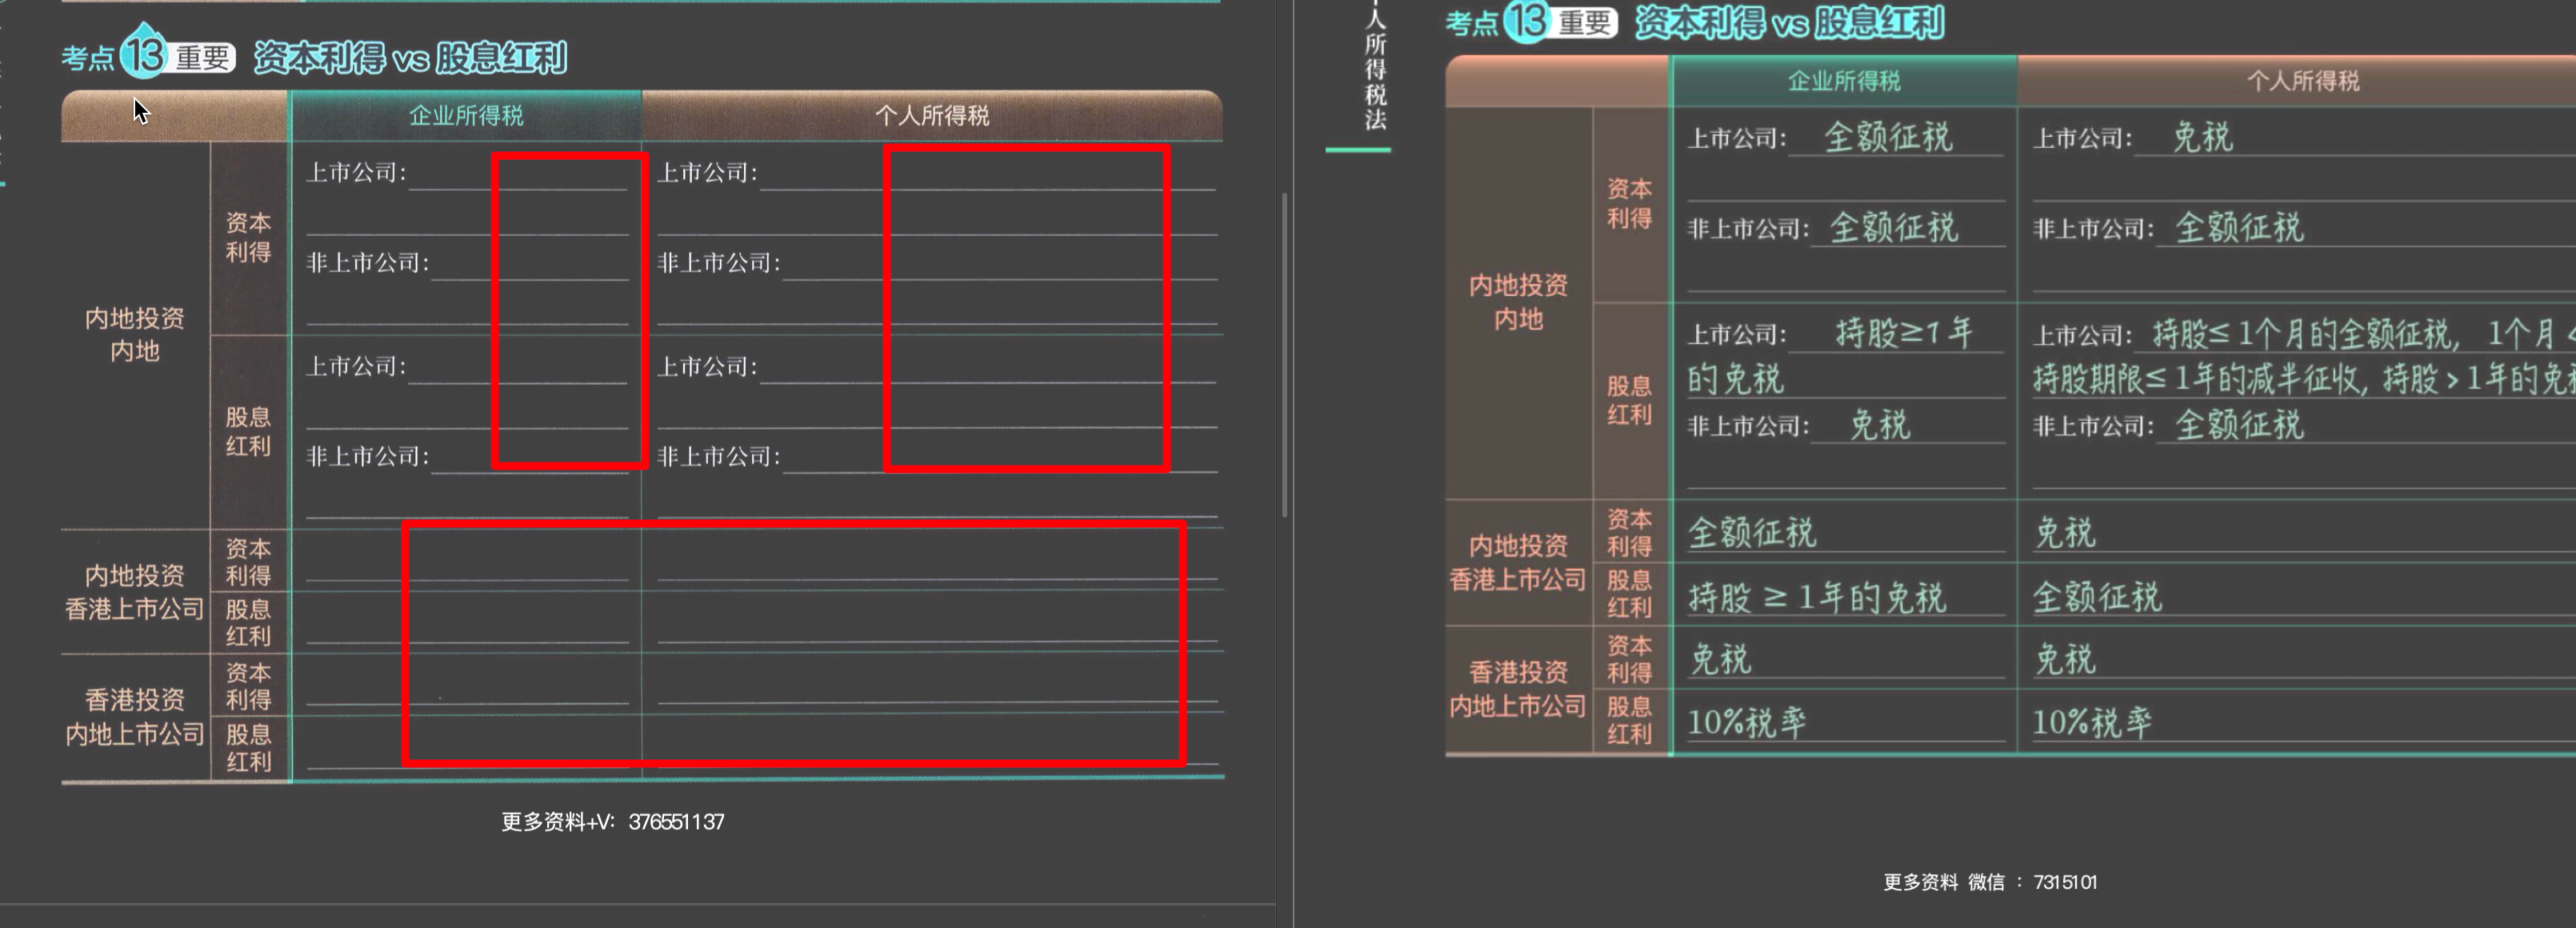 考点 13 重要 资本利得 vs 股息红利
企业所得税 个人所得税
内地投资
内地
资本
利得
上市公司: 上市公司:
非上市公司: 非上市公司:
股息
红利
上市公司: 上市公司:
非上市公司: 非上市公司:
内地投资
香港上市公司
资本
利得
股息
红利
香港投资
内地上市公司
资本
利得
股息
红利
更多资料+V: 376551137
人所得税法
考点 13 重要 资本利得 vs 股息红利
企业所得税 个人所得税
内地投资
内地
资本
利得
上市公司: 全额征税 上市公司: 免税
非上市公司: 全额征税 非上市公司: 全额征税
股息
红利
上市公司: 持股≥1年 上市公司: 持股≤1个月的全额征税, 1个月<
的免税 持股期限≤1年的减半征收, 持股>1年的免
非上市公司: 免税 非上市公司: 全额征税
内地投资
香港上市公司
资本
利得
全额征税 免税
股息
红利
持股 ≥ 1年的免税 全额征税
香港投资
内地上市公司
资本
利得
免税 免税
股息
红利
10%税率 10%税率
更多资料 微信 : 7315101